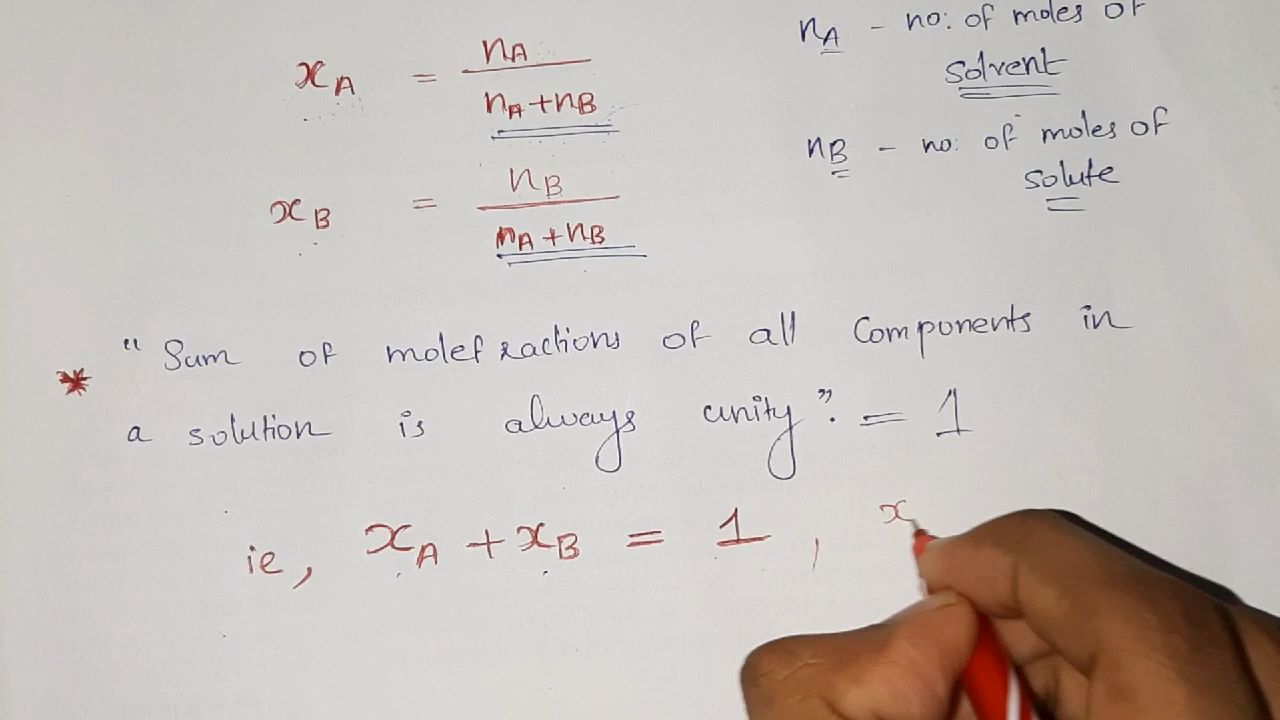 xA = nA / nA+nB
nA - no: of moles of
solvent
xB = nB / nA+nB
nB - no: of moles of
solute
* "Sum of molefractions of all Components in
a solution is always unity". = 1
ie, xA + xB = 1, x